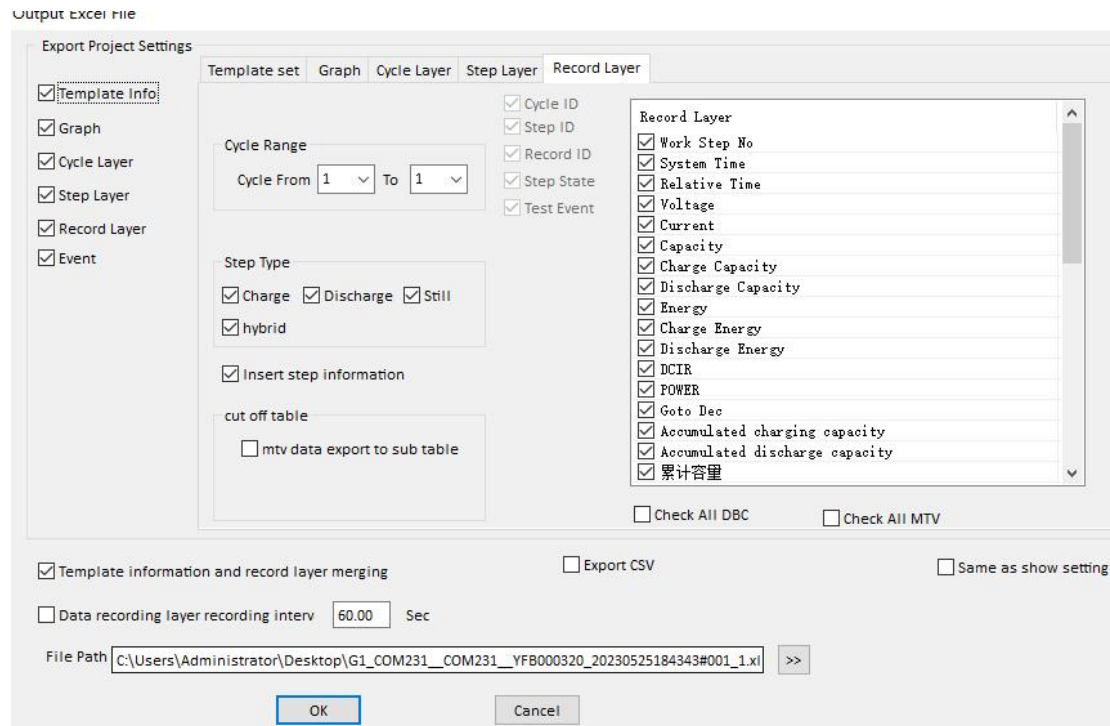 Output Excel File
Export Project Settings
Template Info
Graph
Cycle Layer
Step Layer
Record Layer
Event
Template set Graph Cycle Layer Step Layer Record Layer
Cycle Range
Cycle From 1 To 1
Step Type
Charge Discharge Still
hybrid
Insert step information
cut off table
mtv data export to sub table
Cycle ID
Step ID
Record ID
Step State
Test Event
Record Layer
Work Step No
System Time
Relative Time
Voltage
Current
Capacity
Charge Capacity
Discharge Capacity
Energy
Charge Energy
Discharge Energy
DCIR
POWER
Goto Dec
Accumulated charging capacity
Accumulated discharge capacity
累计容量
Check All DBC Check All MTV
Template information and record layer merging Export CSV Same as show setting
Data recording layer recording interv 60.00 Sec
File Path C:\Users\Administrator\Desktop\G1_COM231__COM231__YFB000320_20230525184343#001_1.xl >>
OK Cancel